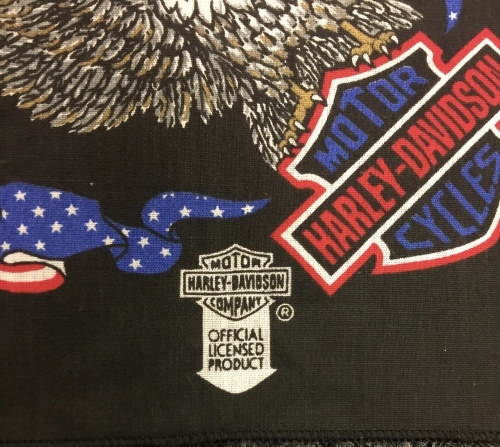 MOTOR
HARLEY-DAVIDSON
CYCLES
MOTOR
HARLEY-DAVIDSON
COMPANY
®
OFFICIAL
LICENSED
PRODUCT